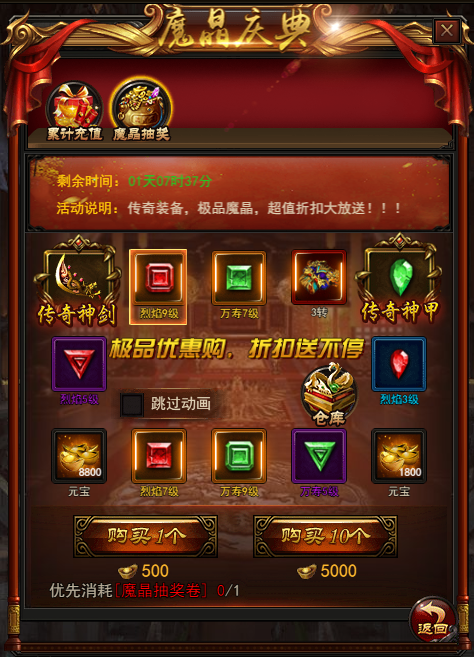 魔晶庆典
累计充值 魔晶抽奖
剩余时间：01天07时37分
活动说明：传奇装备，极品魔晶，超值折扣大放送！！！
传奇神剑 烈焰9级 万寿7级 3转 传奇神甲
极品优惠购，折扣送不停
烈焰5级 跳过动画 仓库 烈焰3级
8800 1800
元宝 烈焰7级 万寿9级 万寿5级 元宝
购买1个 购买10个
500 5000
优先消耗[魔晶抽奖卷] 0/1
返回